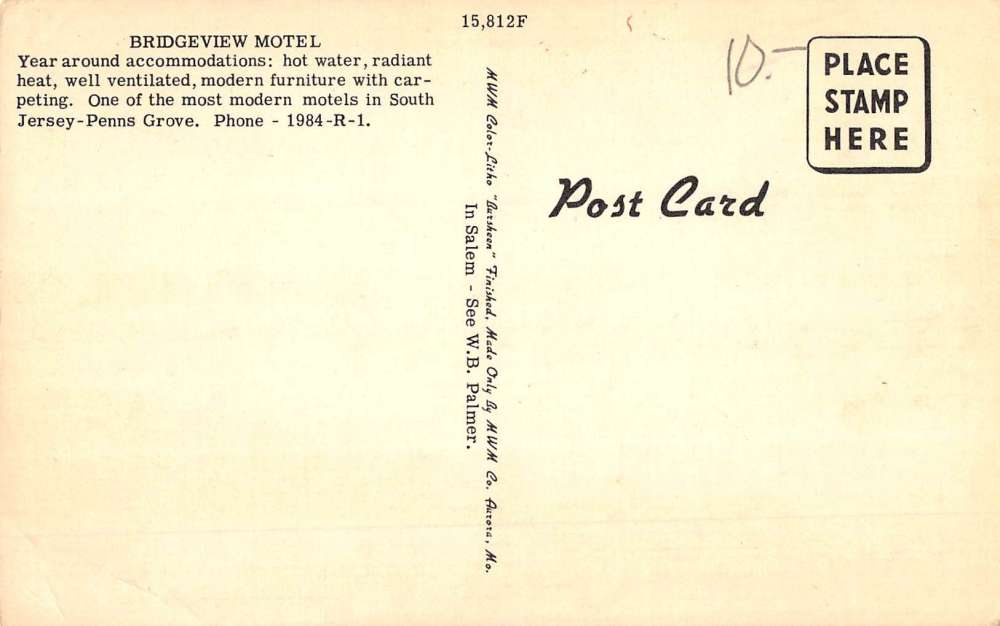 15,812F
BRIDGEVIEW MOTEL
Year around accommodations: hot water, radiant
heat, well ventilated, modern furniture with car-
peting. One of the most modern motels in South
Jersey-Penns Grove. Phone - 1984-R-1.
MWM Color-Litho "Bursheen" Finished. Made Only By MWM Co. Aurora, Mo.
In Salem - See W.B. Palmer.
10.-
PLACE
STAMP
HERE
Post Card